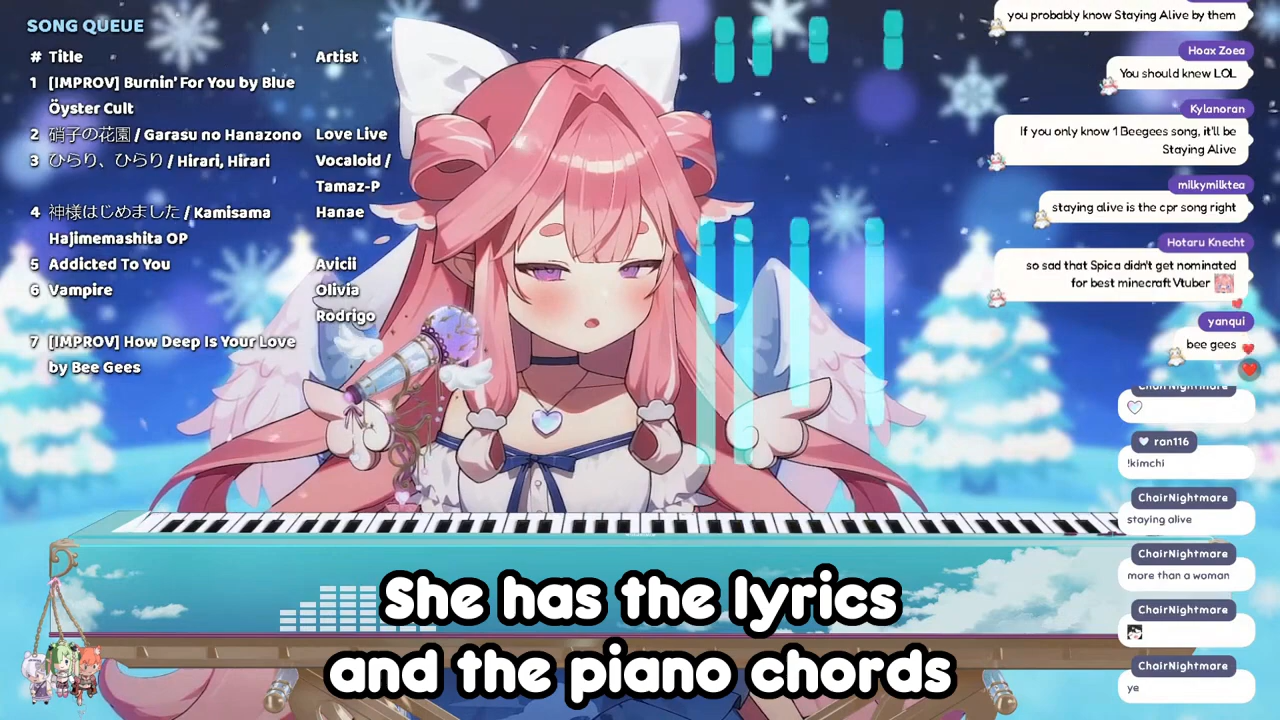 SONG QUEUE
# Title Artist
1 [IMPROV] Burnin' For You by Blue
Öyster Cult
2 硝子の花園 / Garasu no Hanazono Love Live
3 ひらり、ひらり / Hirari, Hirari Vocaloid /
Tamaz-P
4 神様はじめました / Kamisama Hanae
Hajimemashita OP
5 Addicted To You Avicii
6 Vampire Olivia
Rodrigo
7 [IMPROV] How Deep Is Your Love
by Bee Gees
you probably know Staying Alive by them
Hoax Zoea
You should knew LOL
Kylanoran
If you only know 1 Beegees song, it'll be
Staying Alive
milkymilktea
staying alive is the cpr song right
Hotaru Knecht
so sad that Spica didn't get nominated
for best minecraft Vtuber
yanqui
bee gees
ChairNightmare
ran116
!kimchi
ChairNightmare
staying alive
ChairNightmare
more than a woman
ChairNightmare
ChairNightmare
ye
She has the lyrics
and the piano chords